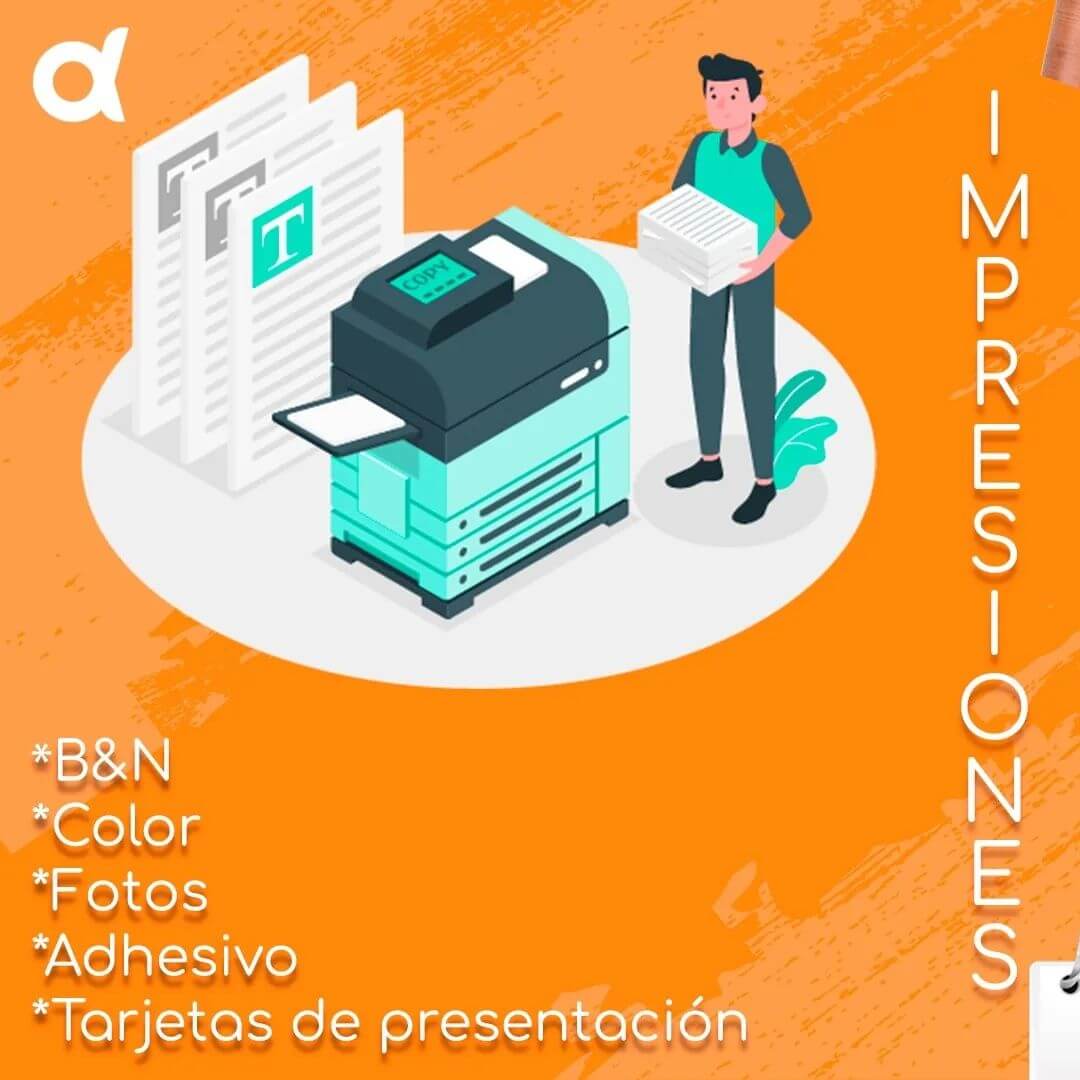 α
T
T
T
COPY
IMPRESIONES
*B&N
*Color
*Fotos
*Adhesivo
*Tarjetas de presentación